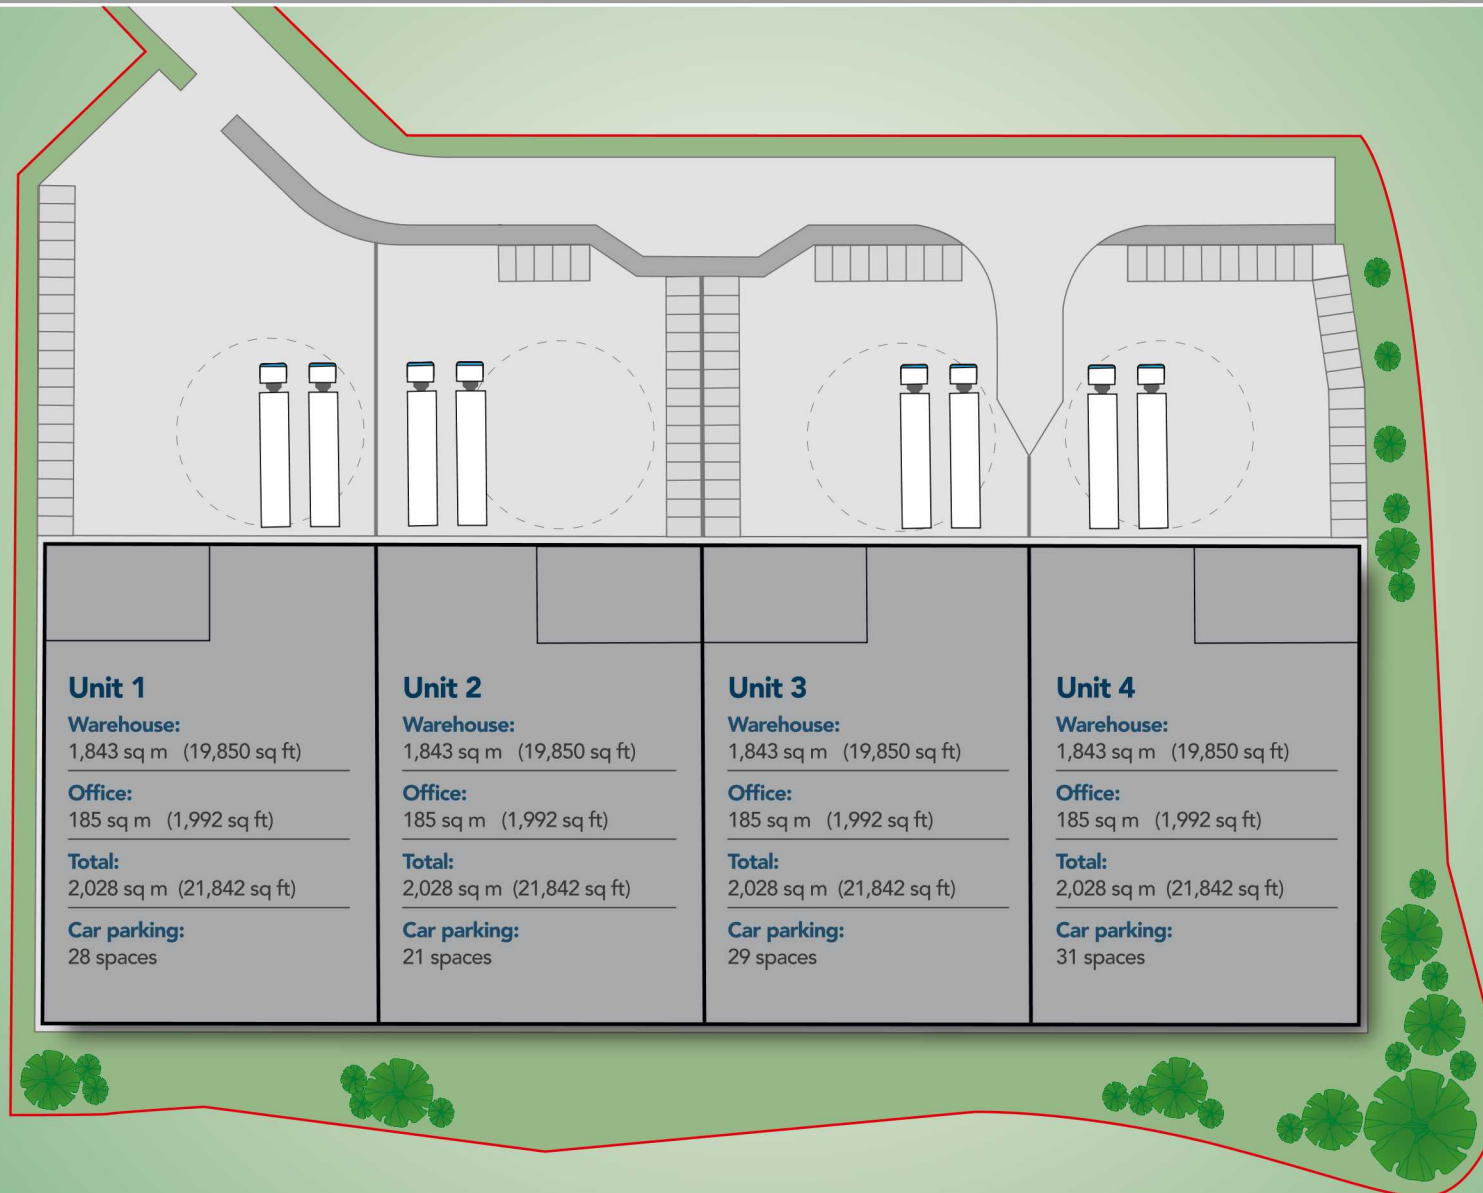 Unit 1
Warehouse:
1,843 sq m (19,850 sq ft)
Office:
185 sq m (1,992 sq ft)
Total:
2,028 sq m (21,842 sq ft)
Car parking:
28 spaces
Unit 2
Warehouse:
1,843 sq m (19,850 sq ft)
Office:
185 sq m (1,992 sq ft)
Total:
2,028 sq m (21,842 sq ft)
Car parking:
21 spaces
Unit 3
Warehouse:
1,843 sq m (19,850 sq ft)
Office:
185 sq m (1,992 sq ft)
Total:
2,028 sq m (21,842 sq ft)
Car parking:
29 spaces
Unit 4
Warehouse:
1,843 sq m (19,850 sq ft)
Office:
185 sq m (1,992 sq ft)
Total:
2,028 sq m (21,842 sq ft)
Car parking:
31 spaces